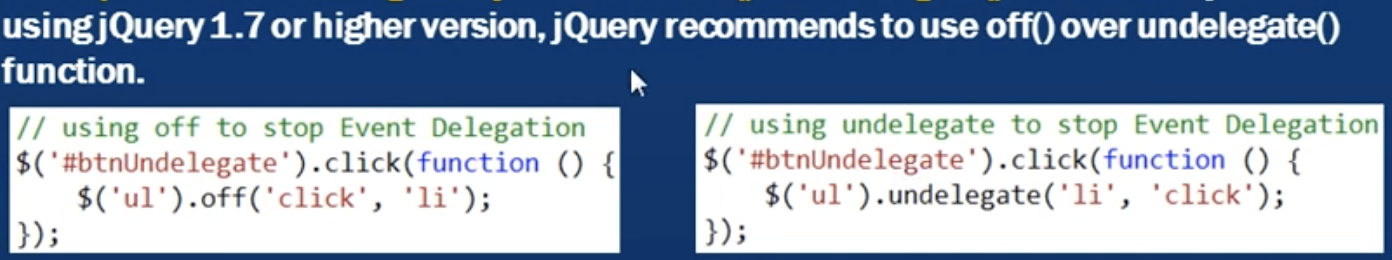 using jQuery 1.7 or higher version, jQuery recommends to use off() over undelegate()
function.
// using off to stop Event Delegation
$('#btnUndelegate').click(function () {
    $('ul').off('click', 'li');
});
// using undelegate to stop Event Delegation
$('#btnUndelegate').click(function () {
    $('ul').undelegate('li', 'click');
});